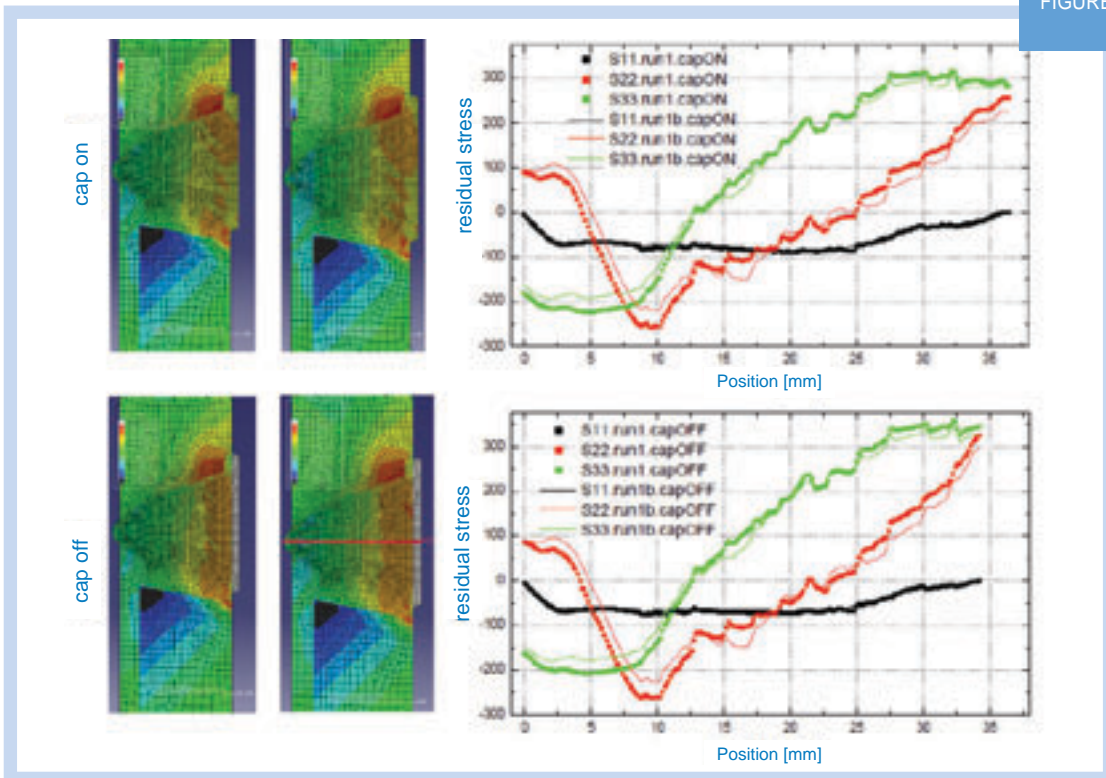 FIGURE
cap on
residual stress
S11.run1.capON
S22.run1.capON
S33.run1.capON
S11.run1b.capON
S22.run1b.capON
S33.run1b.capON
300
200
100
0
-100
-200
-300
0 5 10 15 20 25 30 35
Position [mm]
cap off
residual stress
S11.run1.capOFF
S22.run1.capOFF
S33.run1.capOFF
S11.run1b.capOFF
S22.run1b.capOFF
S33.run1b.capOFF
300
200
100
0
-100
-200
-300
0 5 10 15 20 25 30 35
Position [mm]